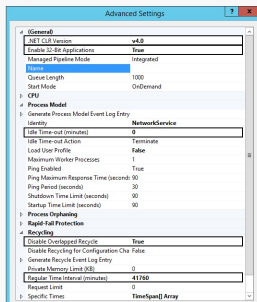 Advanced Settings
? x
(General)
.NET CLR Version v4.0
Enable 32-Bit Applications True
Managed Pipeline Mode Integrated
Name
Queue Length 1000
Start Mode OnDemand
CPU
Process Model
Generate Process Model Event Log Entry
Identity NetworkService
Idle Time-out (minutes) 0
Idle Time-out Action Terminate
Load User Profile False
Maximum Worker Processes 1
Ping Enabled True
Ping Maximum Response Time (second 90
Ping Period (seconds) 30
Shutdown Time Limit (seconds) 90
Startup Time Limit (seconds) 90
Process Orphaning
Rapid-Fail Protection
Recycling
Disable Overlapped Recycle True
Disable Recycling for Configuration Cha False
Generate Recycle Event Log Entry
Private Memory Limit (KB) 0
Regular Time Interval (minutes) 41760
Request Limit 0
Specific Times TimeSpan[] Array